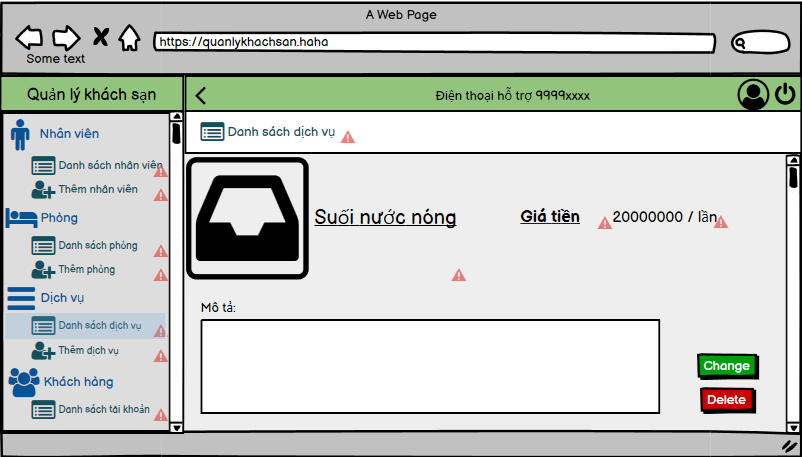 A Web Page
Some text
https://quanlykhachsan.haha
Quản lý khách sạn
Điện thoại hỗ trợ 9999xxxx
Nhân viên
Danh sách nhân viên
Thêm nhân viên
Phòng
Danh sách phòng
Thêm phòng
Dịch vụ
Danh sách dịch vụ
Thêm dịch vụ
Khách hàng
Danh sách tài khoản
Danh sách dịch vụ
Suối nước nóng
Giá tiền 20000000 / lần
Mô tả:
Change
Delete